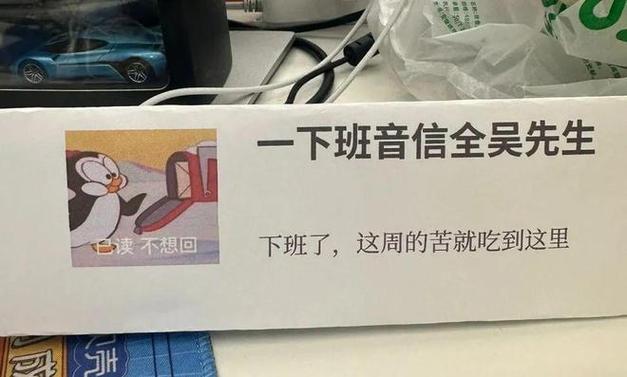 一下班音信全吴先生
已读 不想回
下班了，这周的苦就吃到这里